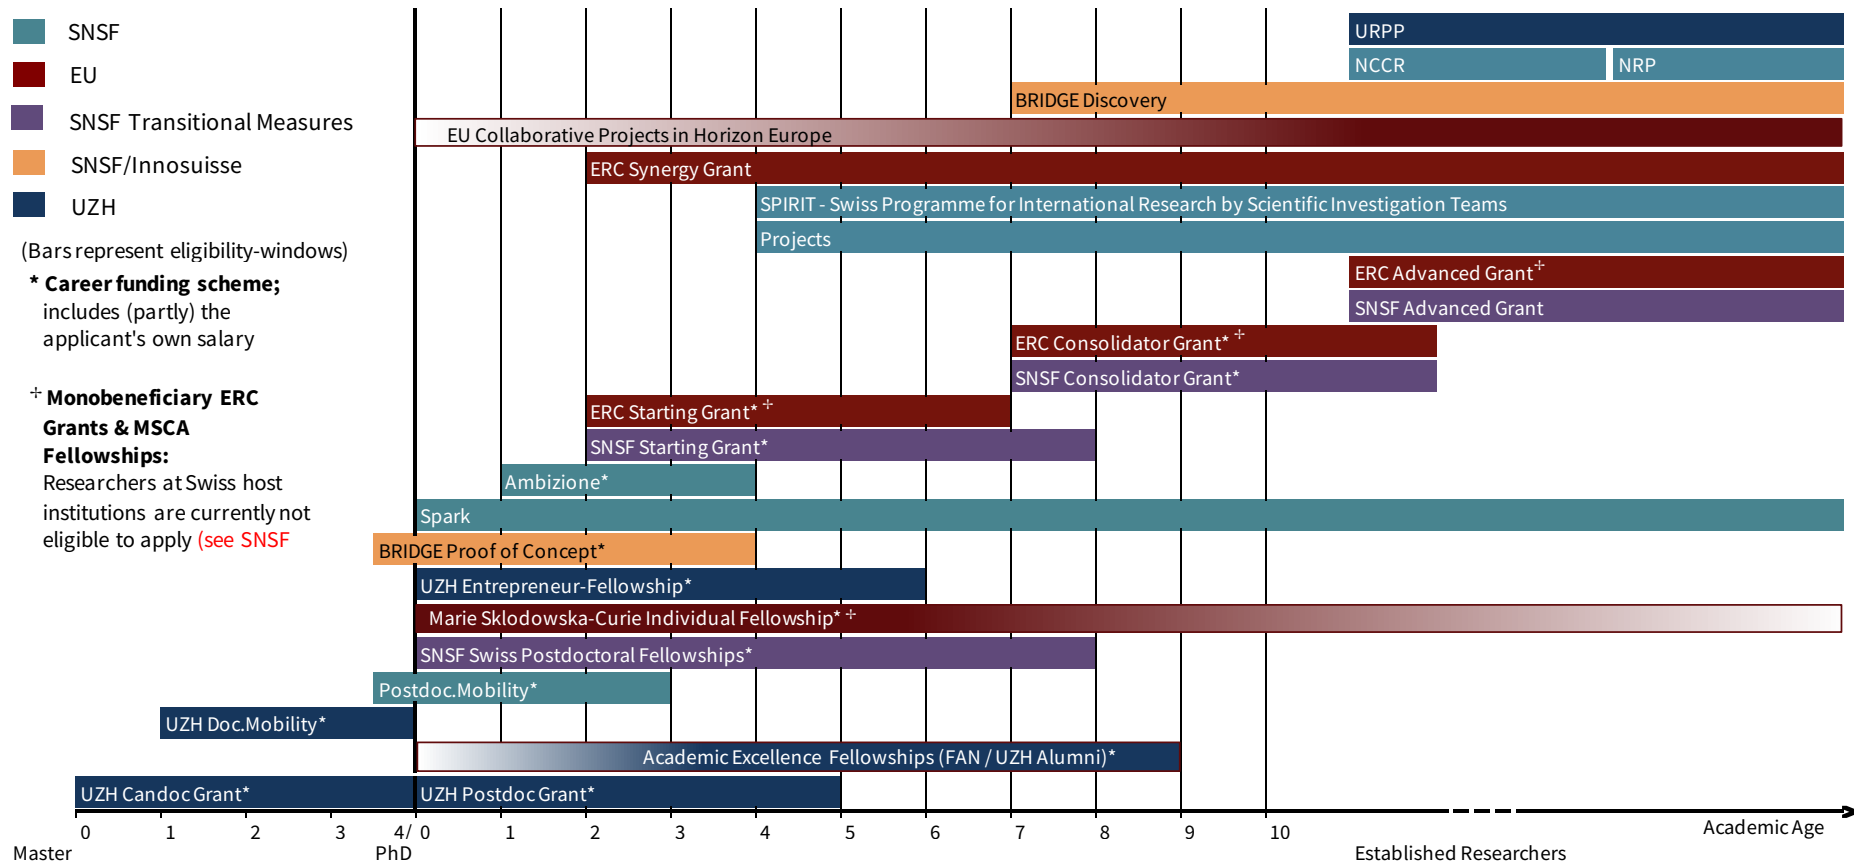 SNSF
EU
SNSF Transitional Measures
SNSF/Innosuisse
UZH
(Bars represent eligibility-windows)
* Career funding scheme;
includes (partly) the
applicant's own salary
✢ Monobeneficiary ERC
Grants & MSCA
Fellowships:
Researchers at Swiss host
institutions are currently not
eligible to apply (see SNSF
URPP
NCCR
NRP
BRIDGE Discovery
EU Collaborative Projects in Horizon Europe
ERC Synergy Grant
SPIRIT - Swiss Programme for International Research by Scientific Investigation Teams
Projects
ERC Advanced Grant✢
SNSF Advanced Grant
ERC Consolidator Grant* ✢
SNSF Consolidator Grant*
ERC Starting Grant* ✢
SNSF Starting Grant*
Ambizione*
Spark
BRIDGE Proof of Concept*
UZH Entrepreneur-Fellowship*
Marie Sklodowska-Curie Individual Fellowship* ✢
SNSF Swiss Postdoctoral Fellowships*
Postdoc.Mobility*
UZH Doc.Mobility*
Academic Excellence Fellowships (FAN / UZH Alumni)*
UZH Candoc Grant*
UZH Postdoc Grant*
0 1 2 3 4/ 0 1 2 3 4 5 6 7 8 9 10
Academic Age
Master
PhD
Established Researchers